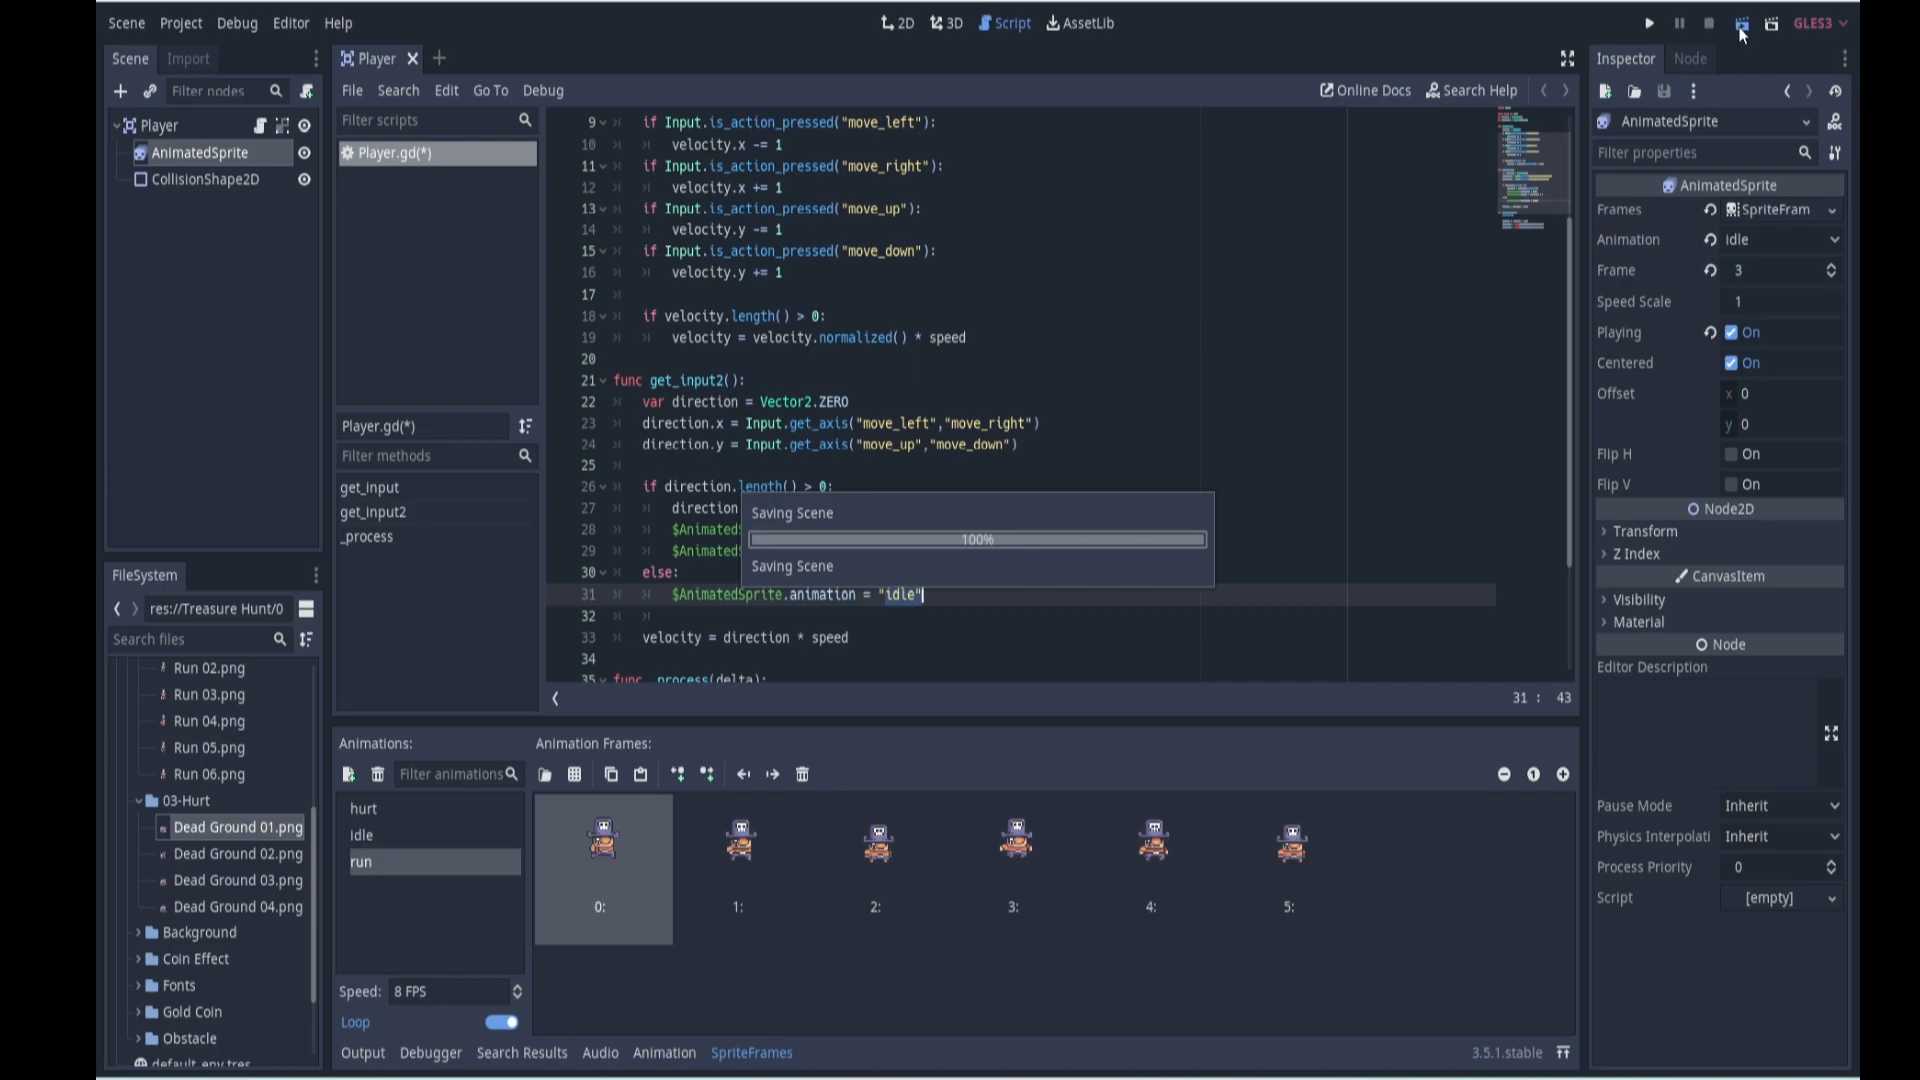 Scene Project Debug Editor Help
2D 3D Script AssetLib
GLES3
Scene Import
Filter nodes
Player
AnimatedSprite
CollisionShape2D
Player
File Search Edit Go To Debug
Online Docs Search Help
Filter scripts
Player.gd(*)
Player.gd(*)
Filter methods
get_input
get_input2
_process
9 if Input.is_action_pressed("move_left"):
10 velocity.x -= 1
11 if Input.is_action_pressed("move_right"):
12 velocity.x += 1
13 if Input.is_action_pressed("move_up"):
14 velocity.y -= 1
15 if Input.is_action_pressed("move_down"):
16 velocity.y += 1
17
18 if velocity.length() > 0:
19 velocity = velocity.normalized() * speed
20
21 func get_input2():
22 var direction = Vector2.ZERO
23 direction.x = Input.get_axis("move_left","move_right")
24 direction.y = Input.get_axis("move_up","move_down")
25
26 if direction.length() > 0:
27 direction
28 $Animated
29 $Animated
30 else:
31 $AnimatedSprite.animation = "idle"
32
33 velocity = direction * speed
34
35 func _process(delta):
Saving Scene
100%
Saving Scene
31 : 43
FileSystem
res://Treasure Hunt/0
Search files
Run 02.png
Run 03.png
Run 04.png
Run 05.png
Run 06.png
03-Hurt
Dead Ground 01.png
Dead Ground 02.png
Dead Ground 03.png
Dead Ground 04.png
Background
Coin Effect
Fonts
Gold Coin
Obstacle
default_env.tres
Animations:
Filter animations
hurt
idle
run
Speed: 8 FPS
Loop
Animation Frames:
0: 1: 2: 3: 4: 5:
Output Debugger Search Results Audio Animation SpriteFrames
3.5.1.stable
Inspector Node
AnimatedSprite
Filter properties
AnimatedSprite
Frames SpriteFram
Animation idle
Frame 3
Speed Scale 1
Playing On
Centered On
Offset x 0
y 0
Flip H On
Flip V On
Node2D
Transform
Z Index
CanvasItem
Visibility
Material
Node
Editor Description
Pause Mode Inherit
Physics Interpolati Inherit
Process Priority 0
Script [empty]